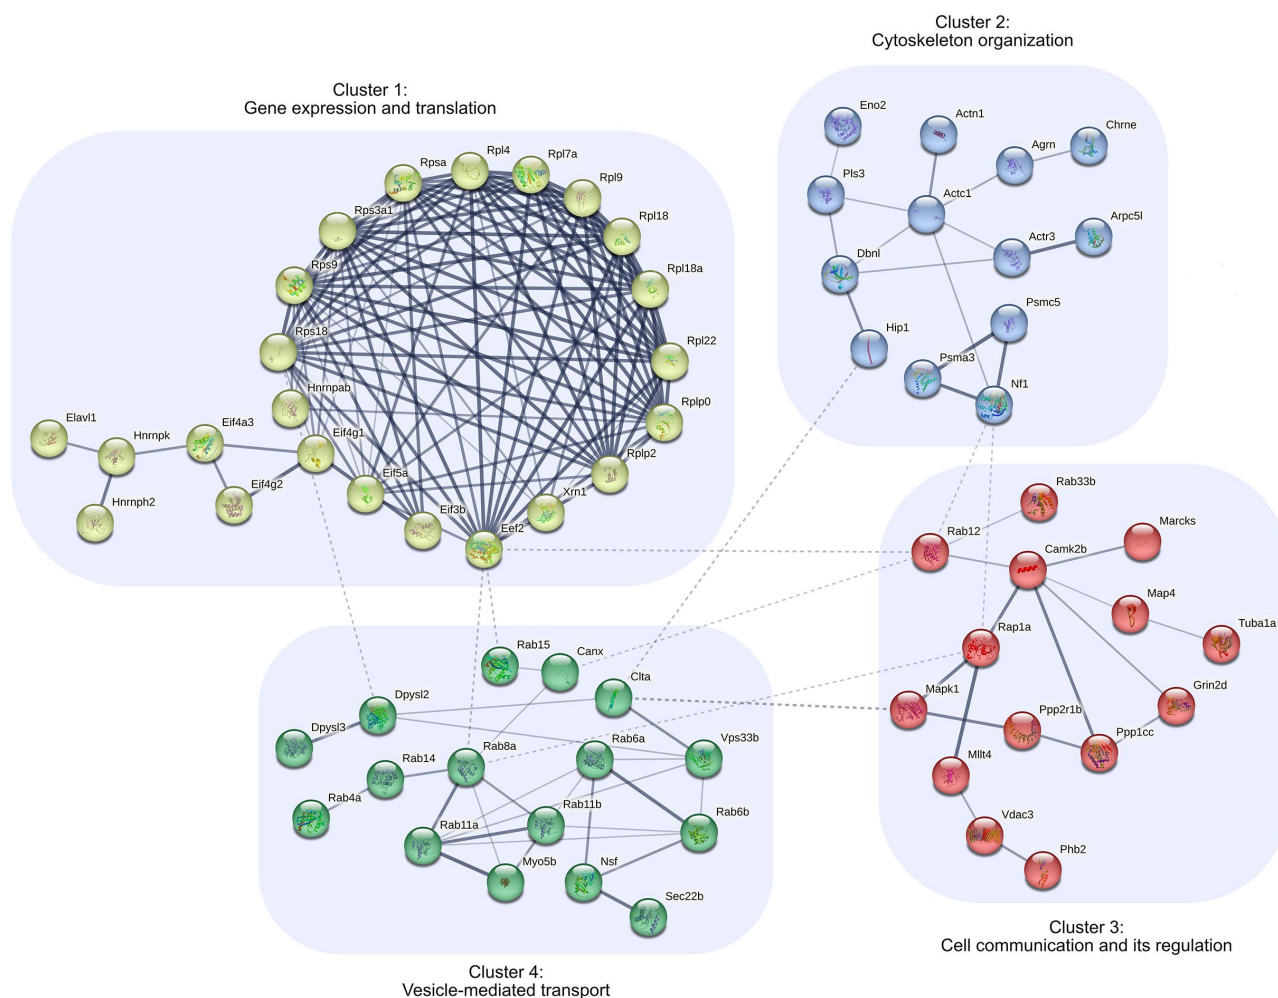 Cluster 1:
Gene expression and translation
Rpsa
Rpl4
Rpl7a
Rpl9
Rps3a1
Rpl18
Rps9
Rpl18a
Rps18
Rpl22
Hnrnpab
Rplp0
Elavl1
Hnrnpk
Eif4a3
Eif4g1
Rplp2
Eif5a
Hnrnph2
Eif4g2
Eif3b
Xrn1
Eef2
Cluster 2:
Cytoskeleton organization
Eno2
Actn1
Agrn
Chrne
Pls3
Actc1
Arpc5l
Actr3
Dbnl
Psmc5
Hip1
Psma3
Nf1
Rab33b
Rab12
Marcks
Camk2b
Map4
Tuba1a
Rap1a
Mapk1
Grin2d
Ppp2r1b
Ppp1cc
Mllt4
Vdac3
Phb2
Cluster 3:
Cell communication and its regulation
Rab15
Canx
Clta
Dpysl2
Dpysl3
Rab8a
Rab6a
Vps33b
Rab14
Rab4a
Rab11b
Rab6b
Rab11a
Myo5b
Nsf
Sec22b
Cluster 4:
Vesicle-mediated transport